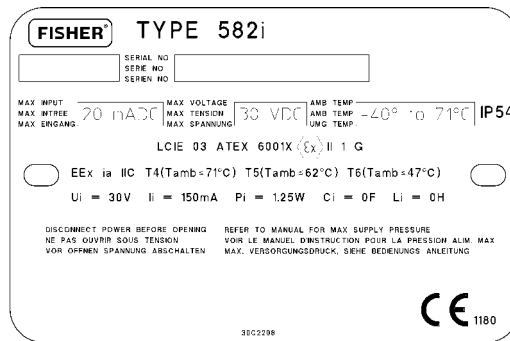 FISHER® TYPE 582i
SERIAL NO
SERIE NO
SERIEN NO
MAX INPUT
MAX INTREE
MAX EINGANG
20 mADC
MAX VOLTAGE
MAX TENSION
MAX SPANNUNG
30 VDC
AMB TEMP
AMB TEMP
UMG TEMP
-40° to 71°C
IP54
LCIE 03 ATEX 6001X Ex II 1 G
EEx ia IIC T4(Tamb≤71°C) T5(Tamb≤62°C) T6(Tamb≤47°C)
Ui = 30V Ii = 150mA Pi = 1.25W Ci = 0F Li = 0H
DISCONNECT POWER BEFORE OPENING
NE PAS OUVRIR SOUS TENSION
VOR OFFNEN SPANNUNG ABSCHALTEN
REFER TO MANUAL FOR MAX SUPPLY PRESSURE
VOIR LE MANUEL D'INSTRUCTION POUR LA PRESSION ALIM. MAX
MAX. VERSORGUNGSDRUCK, SIEHE BEDIENUNGS ANLEITUNG
CE 1180
30C2208